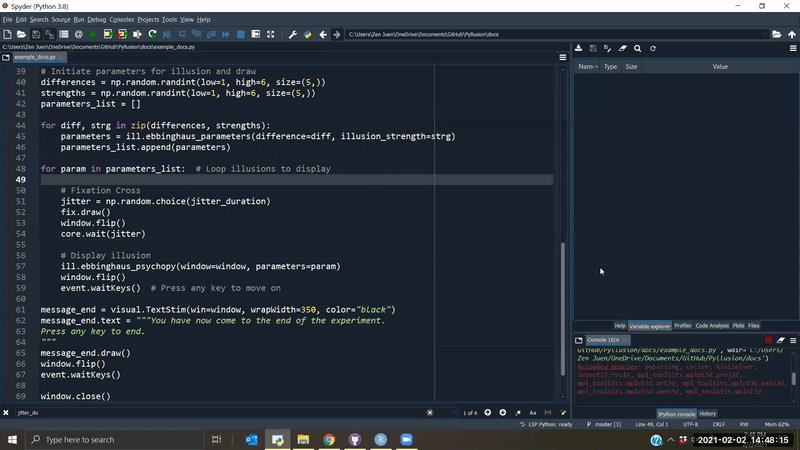 Spyder (Python 3.8)
File Edit Search Source Run Debug Consoles Projects Tools View Help
C:\Users\Zen Juen\OneDrive\Documents\GitHub\Pyllusion\docs
C:\Users\Zen Juen\OneDrive\Documents\GitHub\Pyllusion\docs\example_docs.py
example_docs.py
39 # Initiate parameters for illusion and draw
40 differences = np.random.randint(low=1, high=6, size=(5,))
41 strengths = np.random.randint(low=1, high=6, size=(5,))
42 parameters_list = []
43
44 for diff, strg in zip(differences, strengths):
45 parameters = ill.ebbinghaus_parameters(difference=diff, illusion_strength=strg)
46 parameters_list.append(parameters)
47
48 for param in parameters_list: # Loop illusions to display
49
50 # Fixation Cross
51 jitter = np.random.choice(jitter_duration)
52 fix.draw()
53 window.flip()
54 core.wait(jitter)
55
56 # Display illusion
57 ill.ebbinghaus_psychopy(window=window, parameters=param)
58 window.flip()
59 event.waitKeys() # Press any key to move on
60
61 message_end = visual.TextStim(win=window, wrapWidth=350, color="black")
62 message_end.text = """You have now come to the end of the experiment.
63 Press any key to end.
64 """
65 message_end.draw()
66 window.flip()
67 event.waitKeys()
68
69 window.close()
jitter_du
1 of 4
Aa
Name Type Size Value
Help Variable explorer Profiler Code Analysis Plots Files
Console 10/A
GitHub/Pyllusion/docs/example_docs.py', wdir='C:/Users/
Zen Juen/OneDrive/Documents/GitHub/Pyllusion/docs')
Reloaded modules: pyparsing, cycler, kiwisolver,
dateutil.rrule, mpl_toolkits.mplot3d.proj3d,
mpl_toolkits.mplot3d.art3d, mpl_toolkits.mplot3d.axis3d,
mpl_toolkits.mplot3d.axes3d, mpl_toolkits.mplot3d
IPython console History
LSP Python: ready master [3] Line 49, Col 1 UTF-8 CRLF RW Mem 62%
Type here to search
2021-02-02 14:48:15